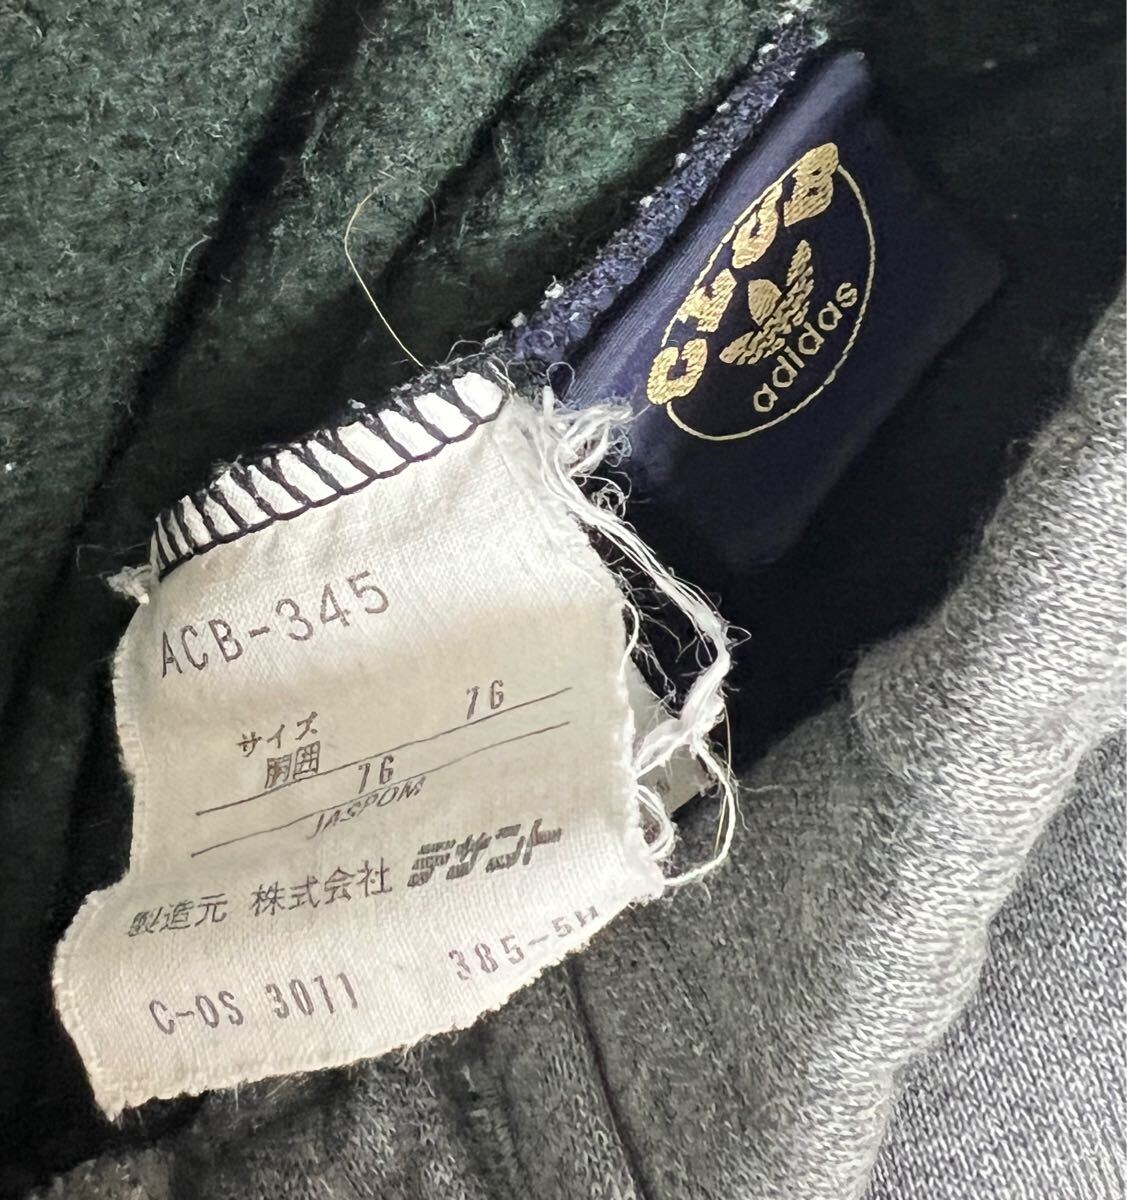 CLUB
adidas
ACB-345
サイズ 76
胴囲 76
JASPOM
製造元 株式会社 デサント
C-OS 3011 385-5H